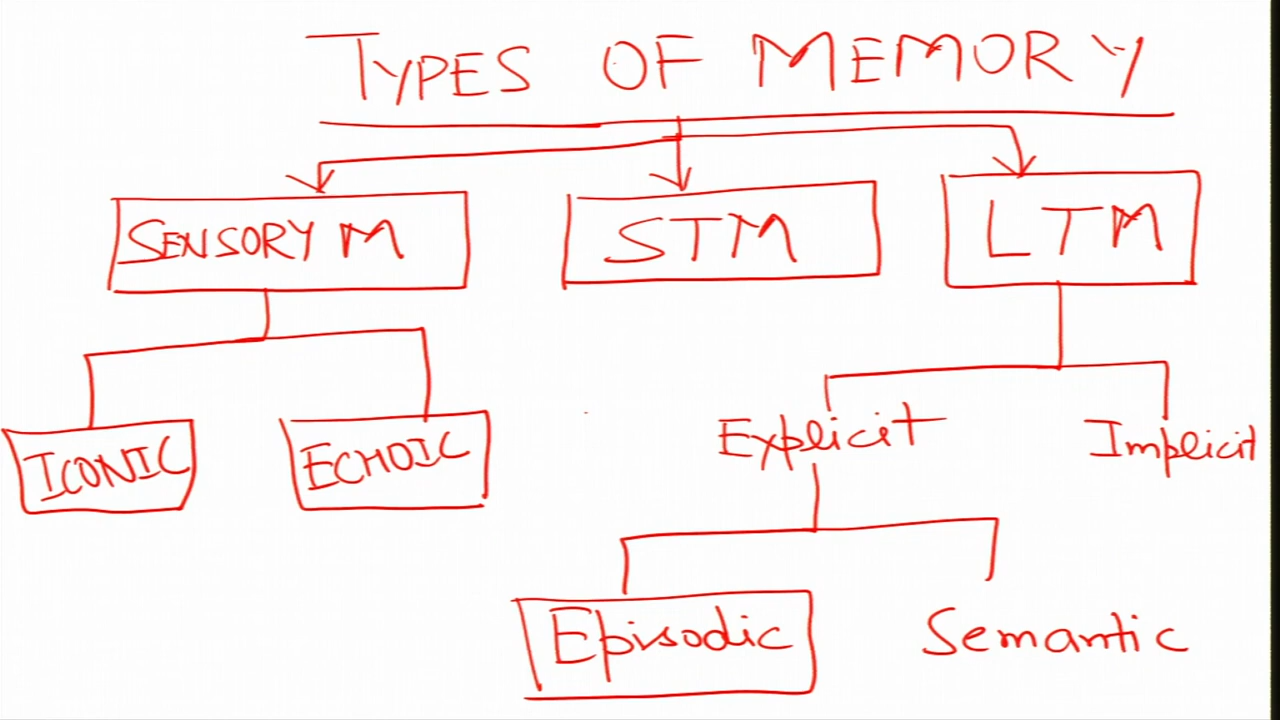 TYPES OF MEMORY
SENSORY M
STM
LTM
Explicit
Implicit
ICONIC
ECHOIC
Episodic
Semantic